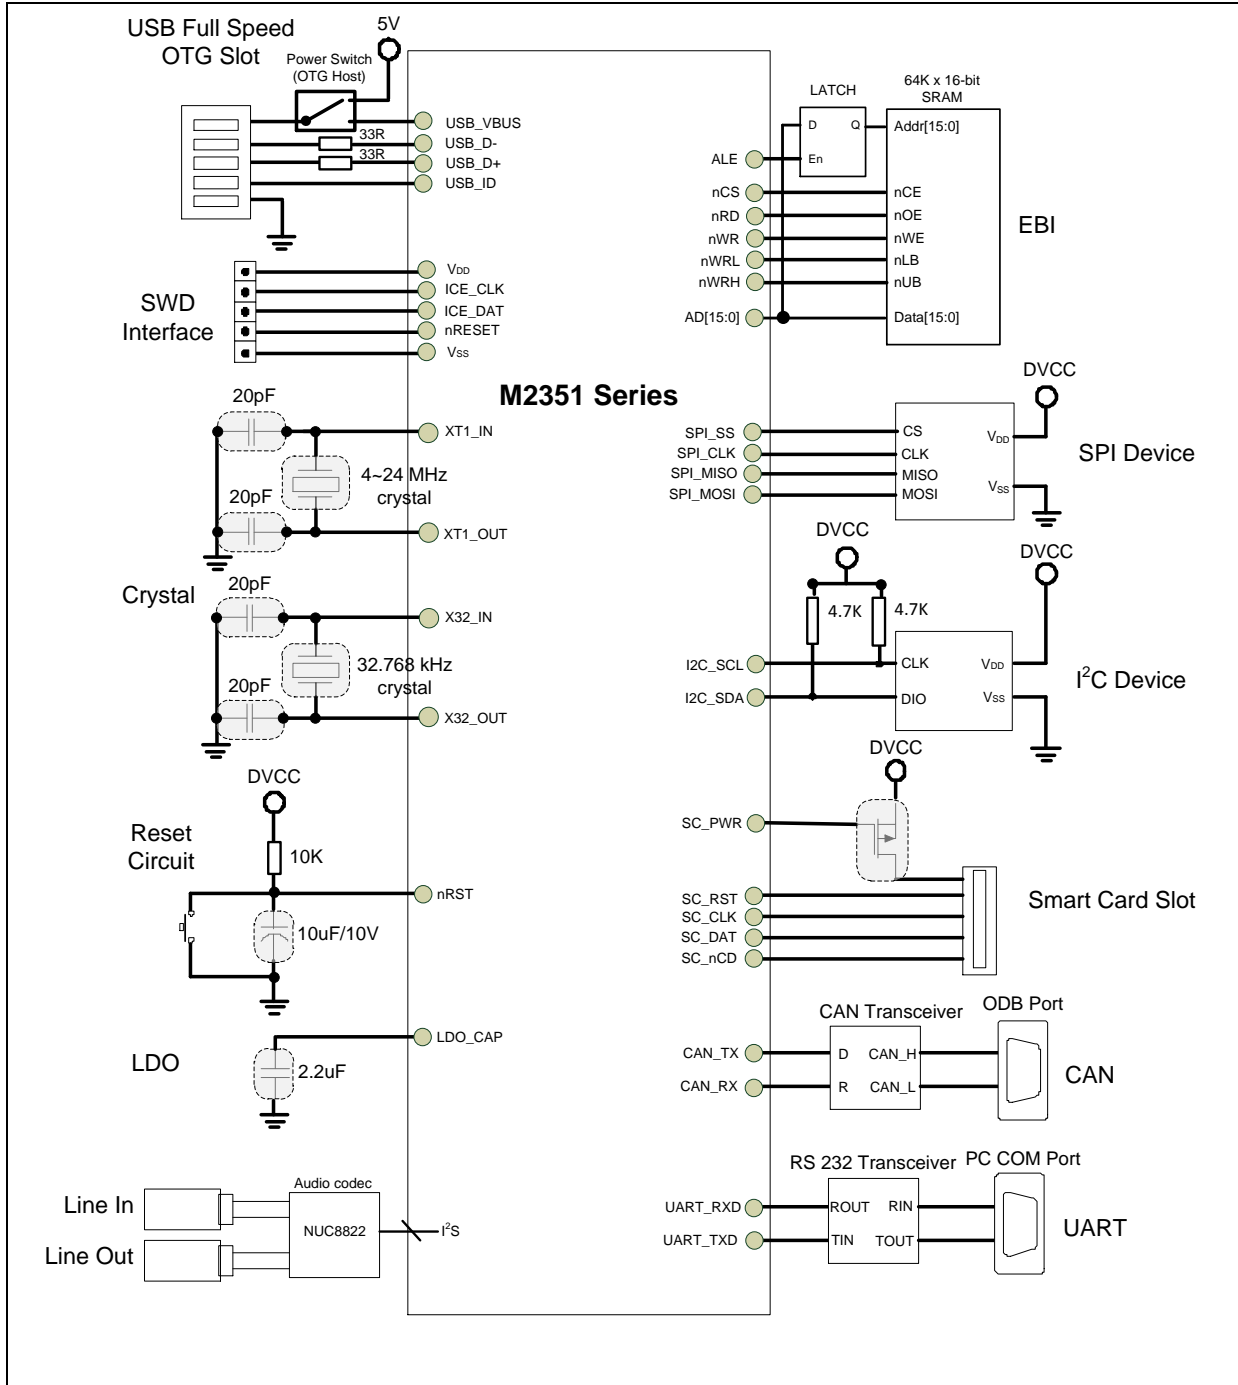 USB Full Speed
OTG Slot
5V
Power Switch
(OTG Host)
33R
33R
USB_VBUS
USB_D-
USB_D+
USB_ID
SWD
Interface
VDD
ICE_CLK
ICE_DAT
nRESET
Vss
M2351 Series
20pF
XT1_IN
4~24 MHz
crystal
20pF
XT1_OUT
Crystal
20pF
X32_IN
32.768 kHz
crystal
20pF
X32_OUT
DVCC
Reset
Circuit
10K
nRST
10uF/10V
LDO
LDO_CAP
2.2uF
Line In
Line Out
Audio codec
NUC8822
I²S
LATCH
D
Q
En
64K x 16-bit
SRAM
Addr[15:0]
ALE
nCS
nCE
nRD
nOE
nWR
nWE
nWRL
nLB
nWRH
nUB
AD[15:0]
Data[15:0]
EBI
DVCC
SPI_SS
CS
SPI_CLK
CLK
SPI_MISO
MISO
SPI_MOSI
MOSI
VDD
VSS
SPI Device
DVCC
DVCC
4.7K
4.7K
I2C_SCL
CLK
I2C_SDA
DIO
VDD
Vss
I²C Device
DVCC
SC_PWR
SC_RST
SC_CLK
SC_DAT
SC_nCD
Smart Card Slot
CAN Transceiver
ODB Port
CAN_TX
D
CAN_H
CAN_RX
R
CAN_L
CAN
RS 232 Transceiver
PC COM Port
UART_RXD
ROUT
RIN
UART_TXD
TIN
TOUT
UART